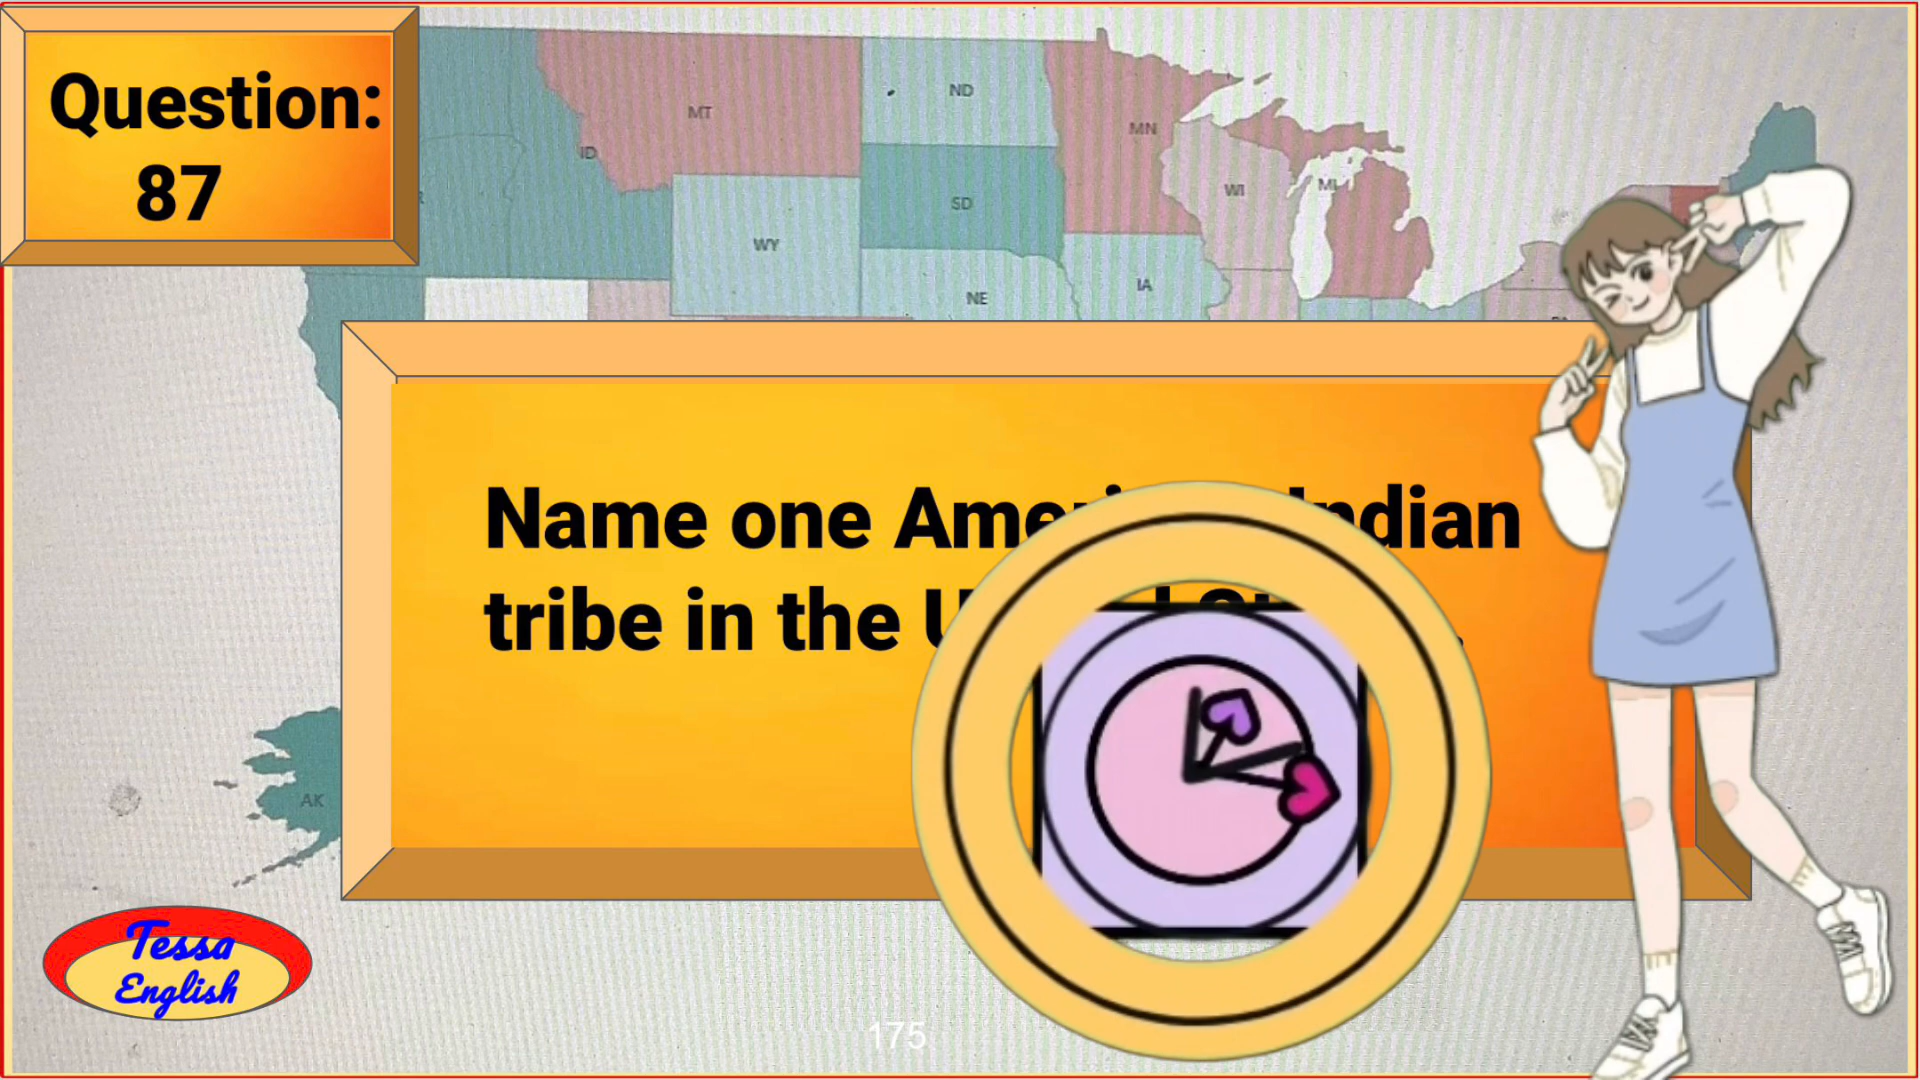 Question:
87
MT
ND
MN
ID
WI
MI
SD
WY
IA
NE
Name one Indian
tribe in the
AK
Tessa
English
175